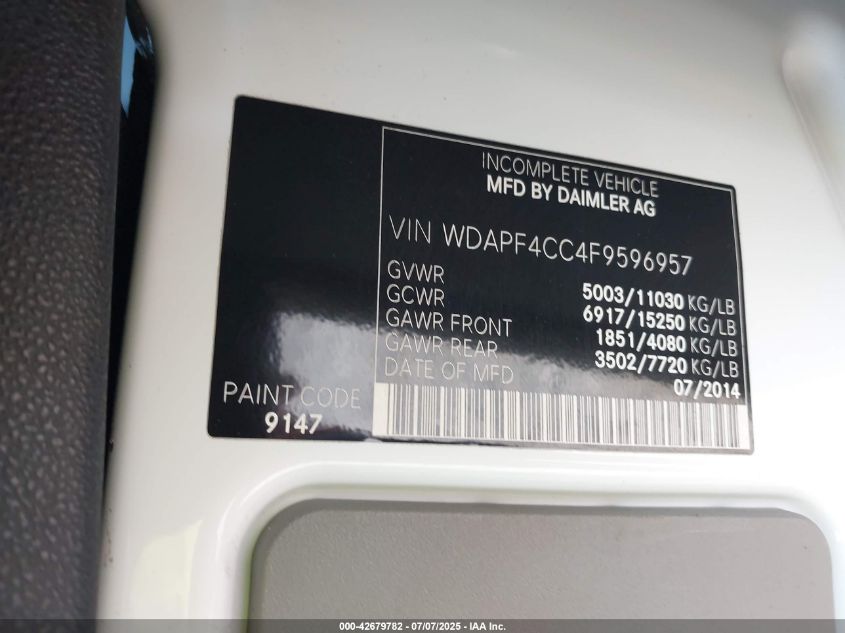 INCOMPLETE VEHICLE
MFD BY DAIMLER AG
VIN WDAPF4CC4F9596957
GVWR 5003/11030 KG/LB
GCWR 6917/15250 KG/LB
GAWR FRONT 1851/4080 KG/LB
GAWR REAR 3502/7720 KG/LB
DATE OF MFD 07/2014
PAINT CODE
9147
000-42679782 - 07/07/2025 - IAA Inc.